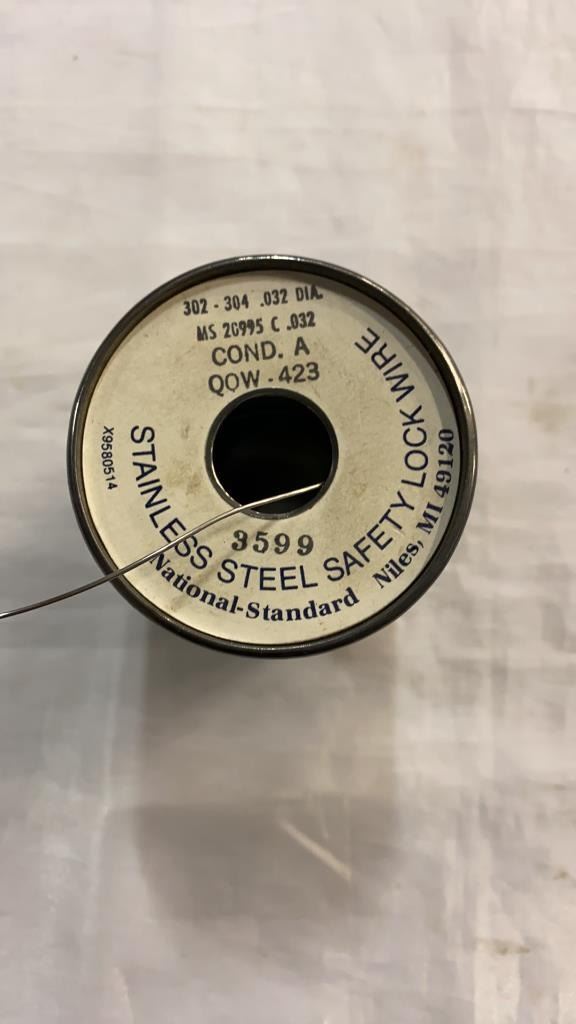 302 - 304 .032 DIA.
MS 20995 C .032
COND. A
QQW - 423
X9580514
3599
STAINLESS STEEL SAFETY LOCK WIRE
National-Standard Niles, MI 49120